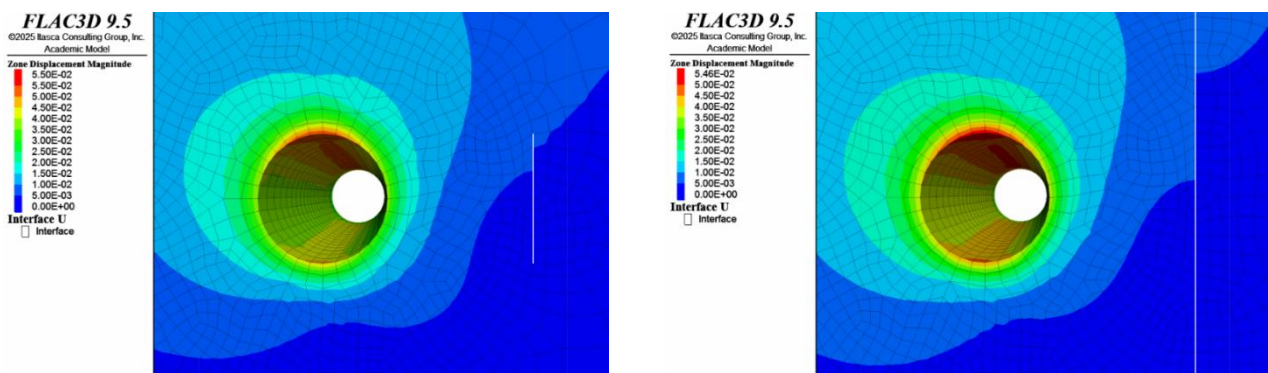 FLAC3D 9.5
©2025 Itasca Consulting Group, Inc.
Academic Model
Zone Displacement Magnitude
5.50E-02
5.50E-02
5.00E-02
4.50E-02
4.00E-02
3.50E-02
3.00E-02
2.50E-02
2.00E-02
1.50E-02
1.00E-02
5.00E-03
0.00E+00
Interface U
Interface
FLAC3D 9.5
©2025 Itasca Consulting Group, Inc.
Academic Model
Zone Displacement Magnitude
5.46E-02
5.00E-02
4.50E-02
4.00E-02
3.50E-02
3.00E-02
2.50E-02
2.00E-02
1.50E-02
1.00E-02
5.00E-03
0.00E+00
Interface U
Interface